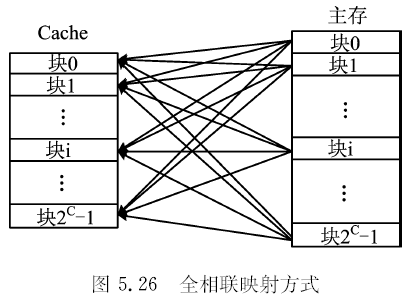 Cache
块0
块1
⋮
块i
⋮
块2^C-1
主存
块0
块1
⋮
块i
⋮
块2^C-1
图 5.26 全相联映射方式